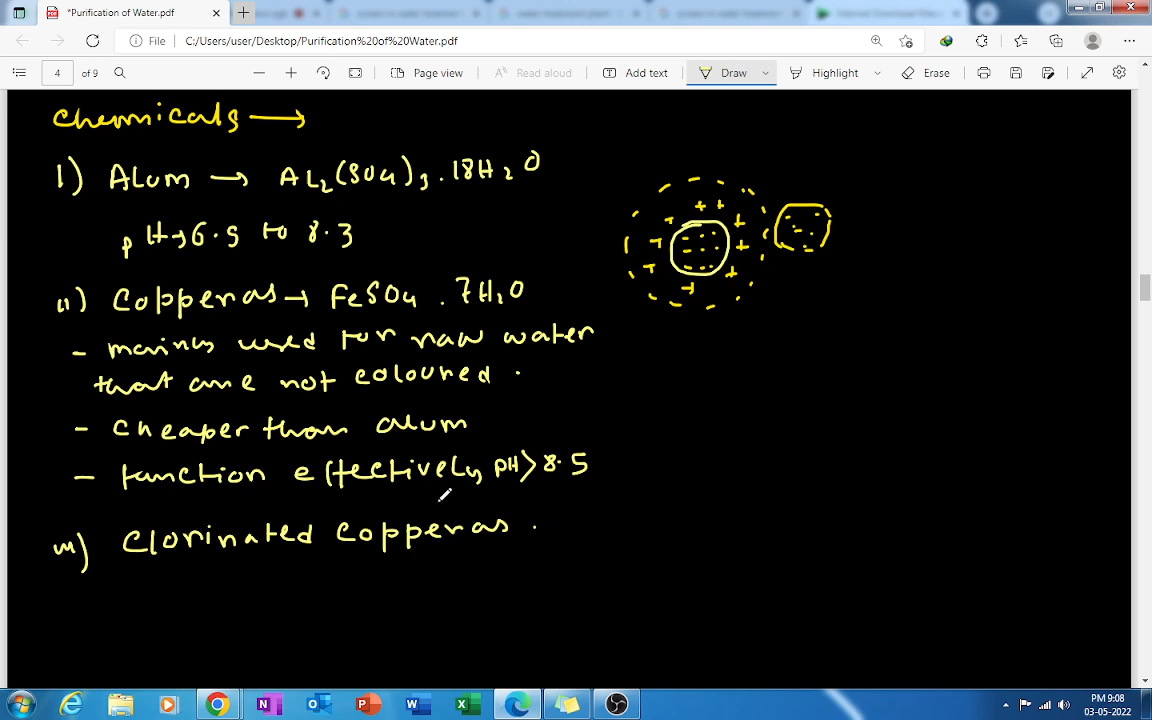 *Purification of Water.pdf
File
C:/Users/user/Desktop/Purification%20of%20Water.pdf
4 of 9
Page view
Read aloud
Add text
Draw
Highlight
Erase
Chemicals →
I) Alum → AL2(SO4)3 . 18H2O
pH → 6.5 to 8.3
ii) Copperas → FeSO4 . 7H2O
- mainly used for raw water
that are not coloured .
- cheaper than alum
- function effectively pH > 8.5
iii) Clorinated Copperas .
PM 9:08
03-05-2022